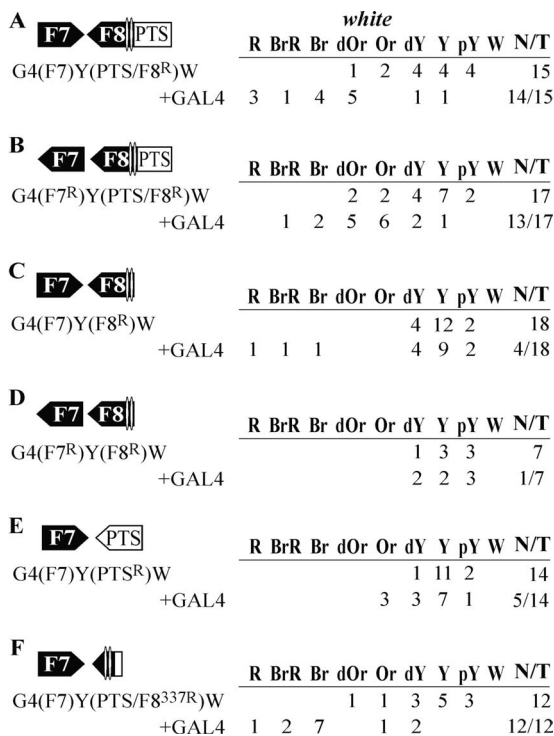 white
A F7 F8 PTS R BrR Br dOr Or dY Y pY W N/T
G4(F7)Y(PTS/F8R)W 1 2 4 4 4 15
+GAL4 3 1 4 5 1 1 14/15
B F7 F8 PTS R BrR Br dOr Or dY Y pY W N/T
G4(F7R)Y(PTS/F8R)W 2 2 4 7 2 17
+GAL4 1 2 5 6 2 1 13/17
C F7 F8 R BrR Br dOr Or dY Y pY W N/T
G4(F7)Y(F8R)W 4 12 2 18
+GAL4 1 1 1 4 9 2 4/18
D F7 F8 R BrR Br dOr Or dY Y pY W N/T
G4(F7R)Y(F8R)W 1 3 3 7
+GAL4 2 2 3 1/7
E F7 PTS R BrR Br dOr Or dY Y pY W N/T
G4(F7)Y(PTSR)W 1 11 2 14
+GAL4 3 3 7 1 5/14
F F7 R BrR Br dOr Or dY Y pY W N/T
G4(F7)Y(PTS/F8337R)W 1 1 3 5 3 12
+GAL4 1 2 7 1 2 12/12